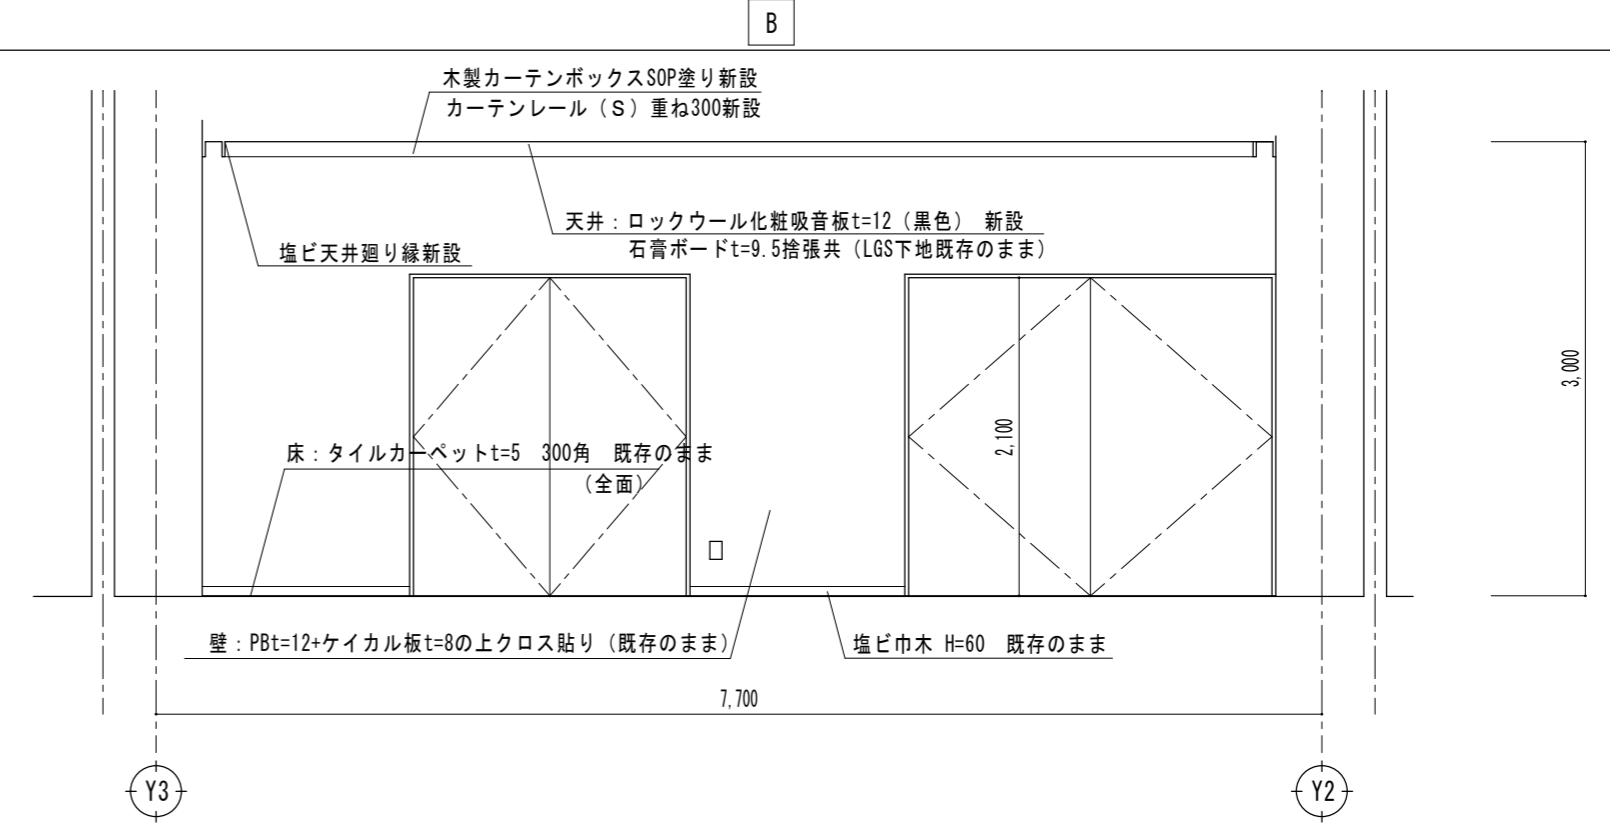 B
木製カーテンボックスSOP塗り新設
カーテンレール（Ｓ）重ね300新設
天井：ロックウール化粧吸音板t=12（黒色）　新設
石膏ボードt=9.5捨張共（LGS下地既存のまま）
塩ビ天井廻り縁新設
3,000
2,100
床：タイルカーペットt=5　300角　既存のまま
（全面）
壁：PBt=12+ケイカル板t=8の上クロス貼り（既存のまま）
塩ビ巾木 H=60　既存のまま
7,700
Y3
Y2